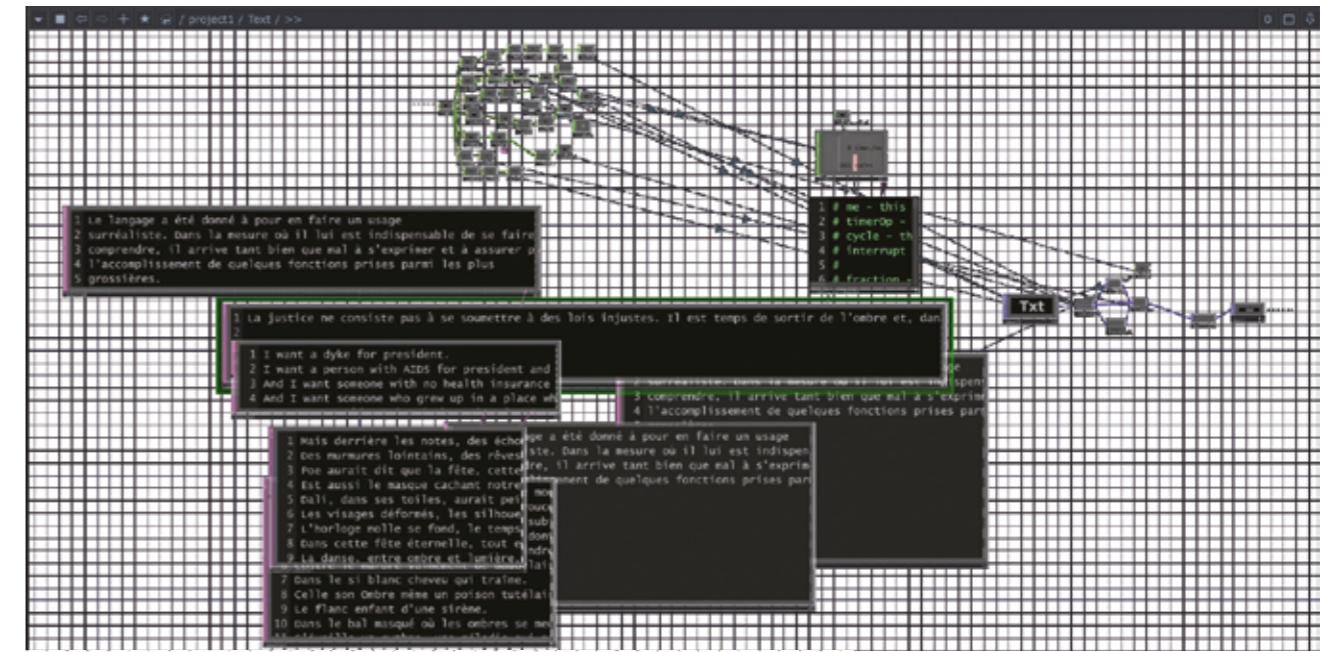 / project1 / Text / >>
0
1 # me - this
2 # timerOp -
3 # cycle - th
4 # interrupt
5 #
6 # fraction -
Txt
1 Le langage a été donné à pour en faire un usage
2 surréaliste. Dans la mesure où il lui est indispensable de se faire
3 comprendre, il arrive tant bien que mal à s'exprimer et à assurer p
4 l'accomplissement de quelques fonctions prises parmi les plus
5 grossières.
1 La justice ne consiste pas à se soumettre à des lois injustes. Il est temps de sortir de l'ombre et, dan
2
1 I want a dyke for president.
2 I want a person with AIDS for president and
3 And I want someone with no health insurance
4 And I want someone who grew up in a place wh
2 surréaliste. Dans la mesure où il lui est indispens
3 comprendre, il arrive tant bien que mal à s'exprime
4 l'accomplissement de quelques fonctions prises parm
ge a été donné à pour en faire un usage
ste. Dans la mesure où il lui est indispen
dre, il arrive tant bien que mal à s'exprim
ement de quelques fonctions prises par
1 Mais derrière les notes, des écho
2 Des murmures lointains, des rêves
3 Poe aurait dit que la fête, cette
4 Est aussi le masque cachant notre
5 Dali, dans ses toiles, aurait pei
6 Les visages déformés, les silhoue
7 L'horloge molle se fond, le temps
8 Dans cette fête éternelle, tout e
9 La danse, entre ombre et lumière,
7 Dans le si blanc cheveu qui traîne.
8 Celle son Ombre même un poison tutélai
9 Le flanc enfant d'une sirène.
10 Dans le bal masqué où les ombres se me